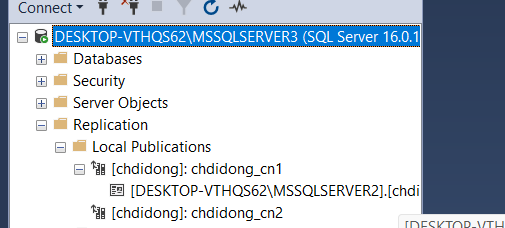 Connect
DESKTOP-VTHQS62\MSSQLSERVER3 (SQL Server 16.0.1
Databases
Security
Server Objects
Replication
Local Publications
[chdidong]: chdidong_cn1
[DESKTOP-VTHQS62\MSSQLSERVER2].[chdi
[chdidong]: chdidong_cn2
[DESKTOP-VTH